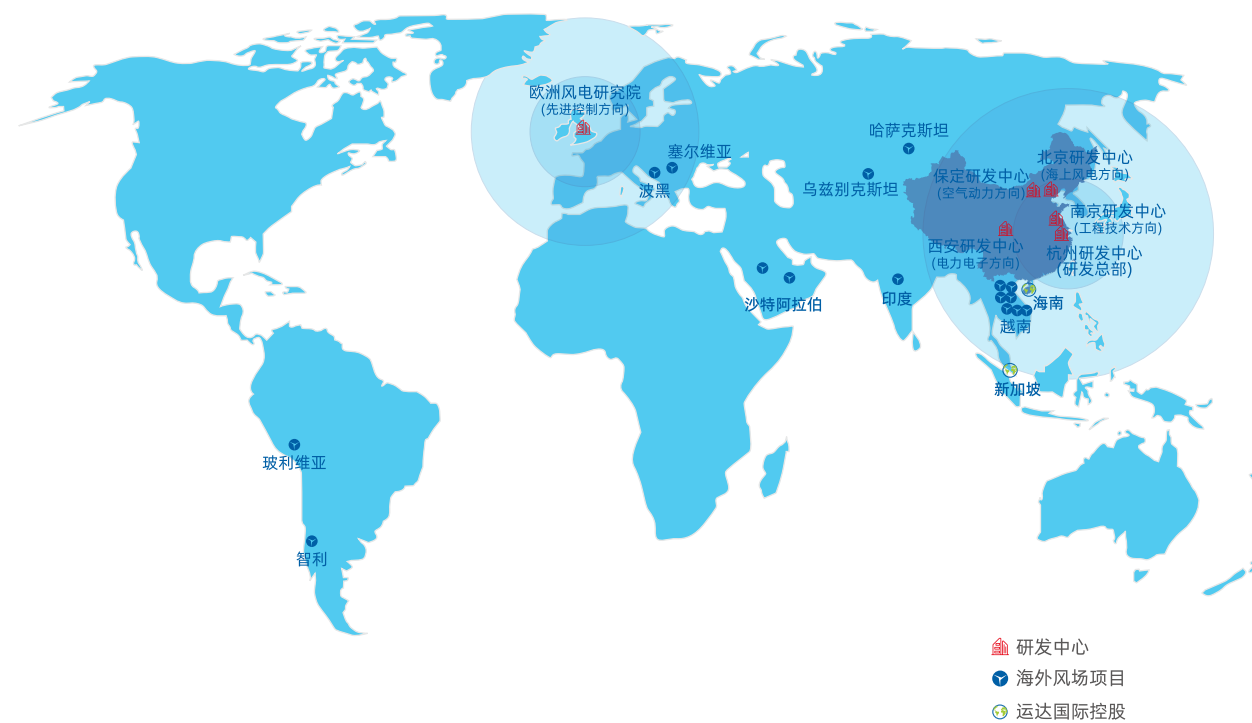 欧洲风电研究院
(先进控制方向)
哈萨克斯坦
塞尔维亚
北京研发中心
(海上风电方向)
保定研发中心
(空气动力方向)
乌兹别克斯坦
波黑
南京研发中心
(工程技术方向)
西安研发中心
(电力电子方向)
杭州研发中心
(研发总部)
沙特阿拉伯
印度
海南
越南
新加坡
玻利维亚
智利
研发中心
海外风场项目
运达国际控股